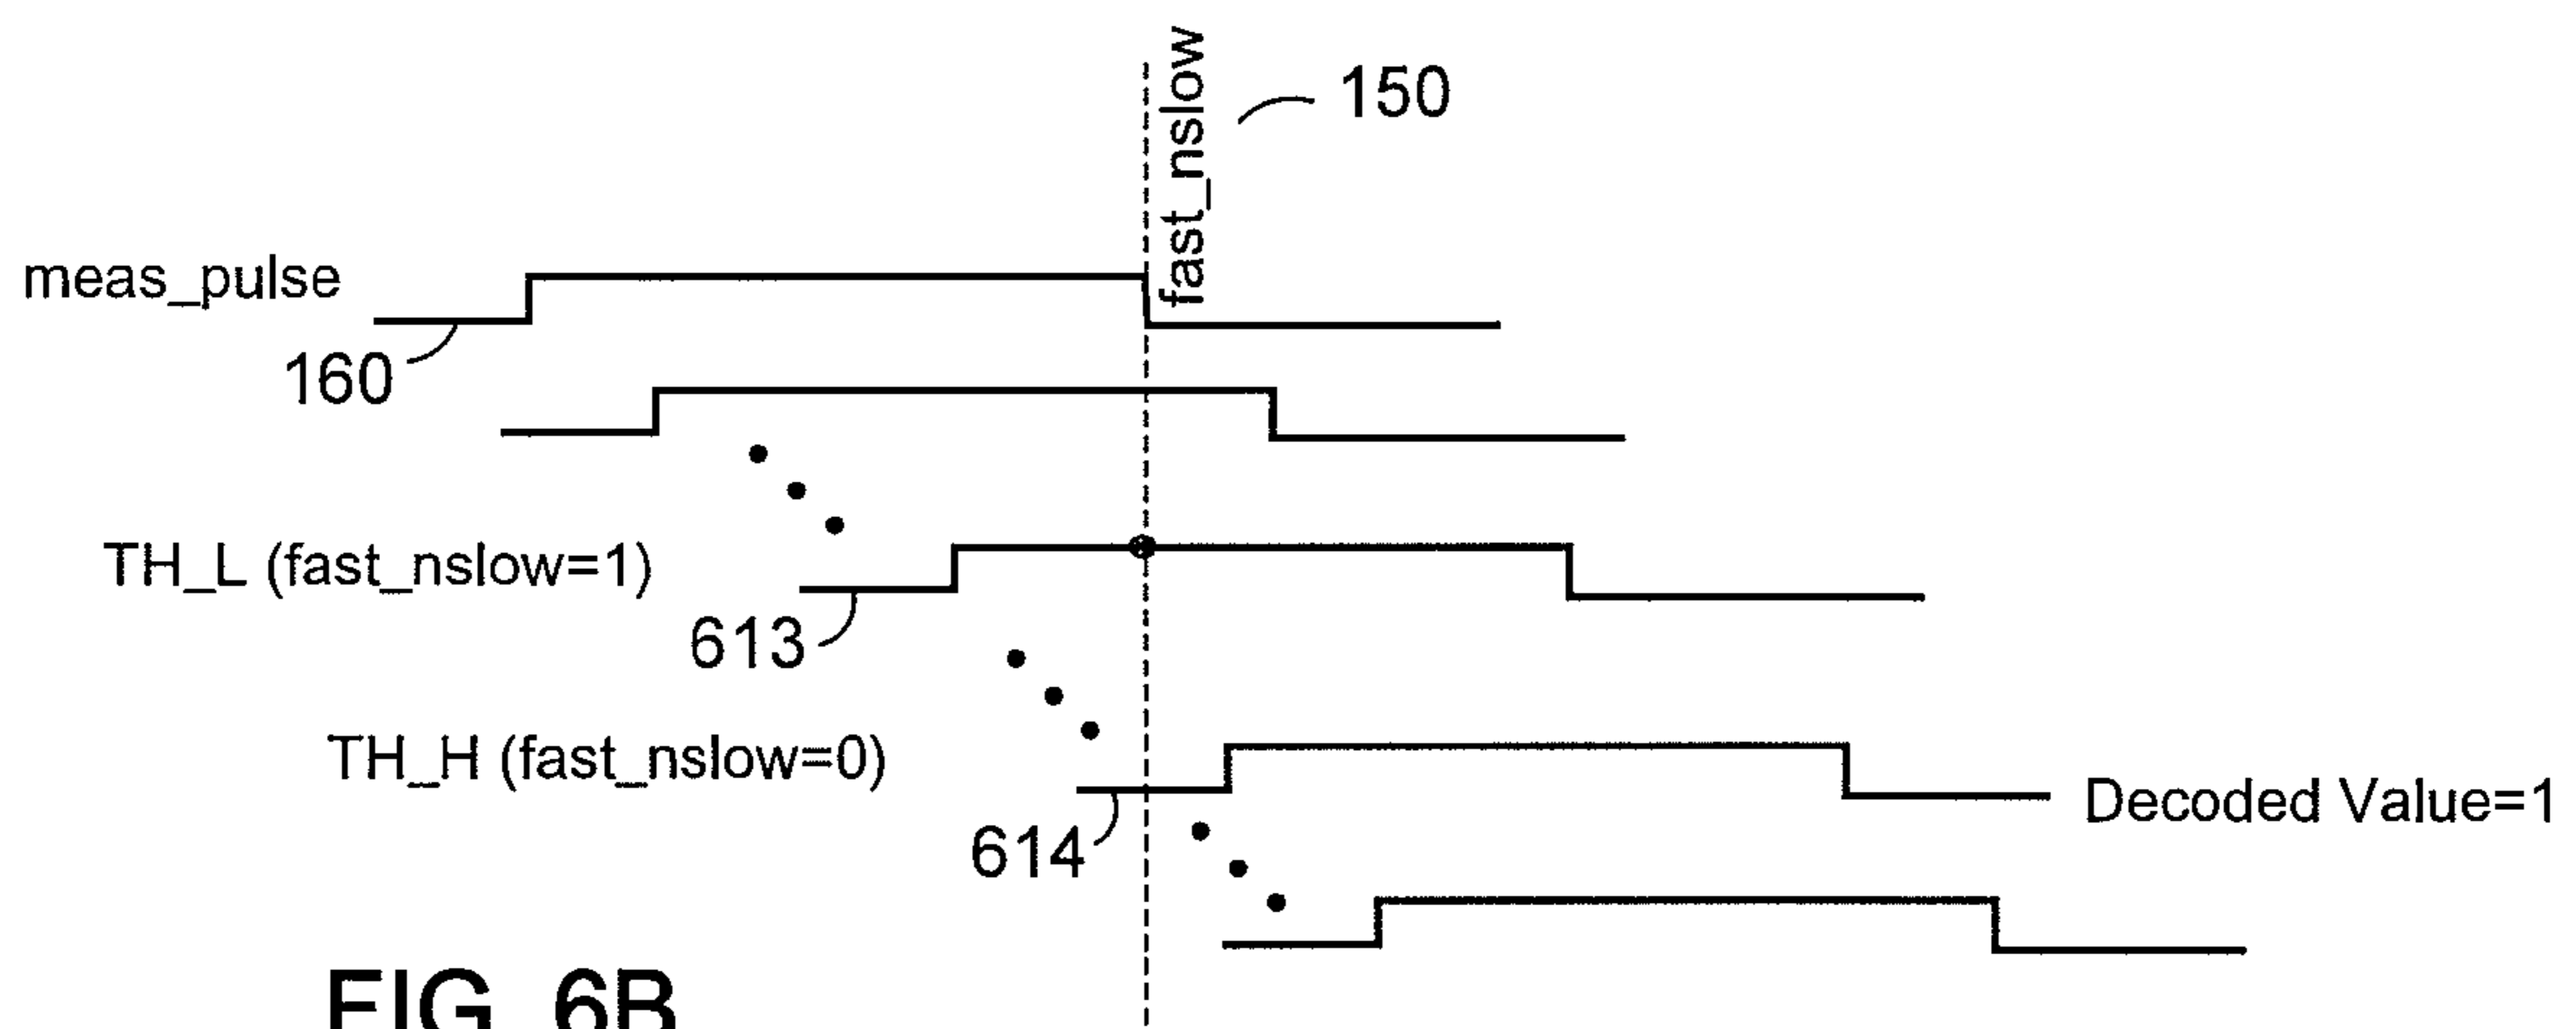 fast_nslow
150
meas_pulse
160
TH_L (fast_nslow=1)
613
TH_H (fast_nslow=0)
Decoded Value=1
614
FIG. 6B